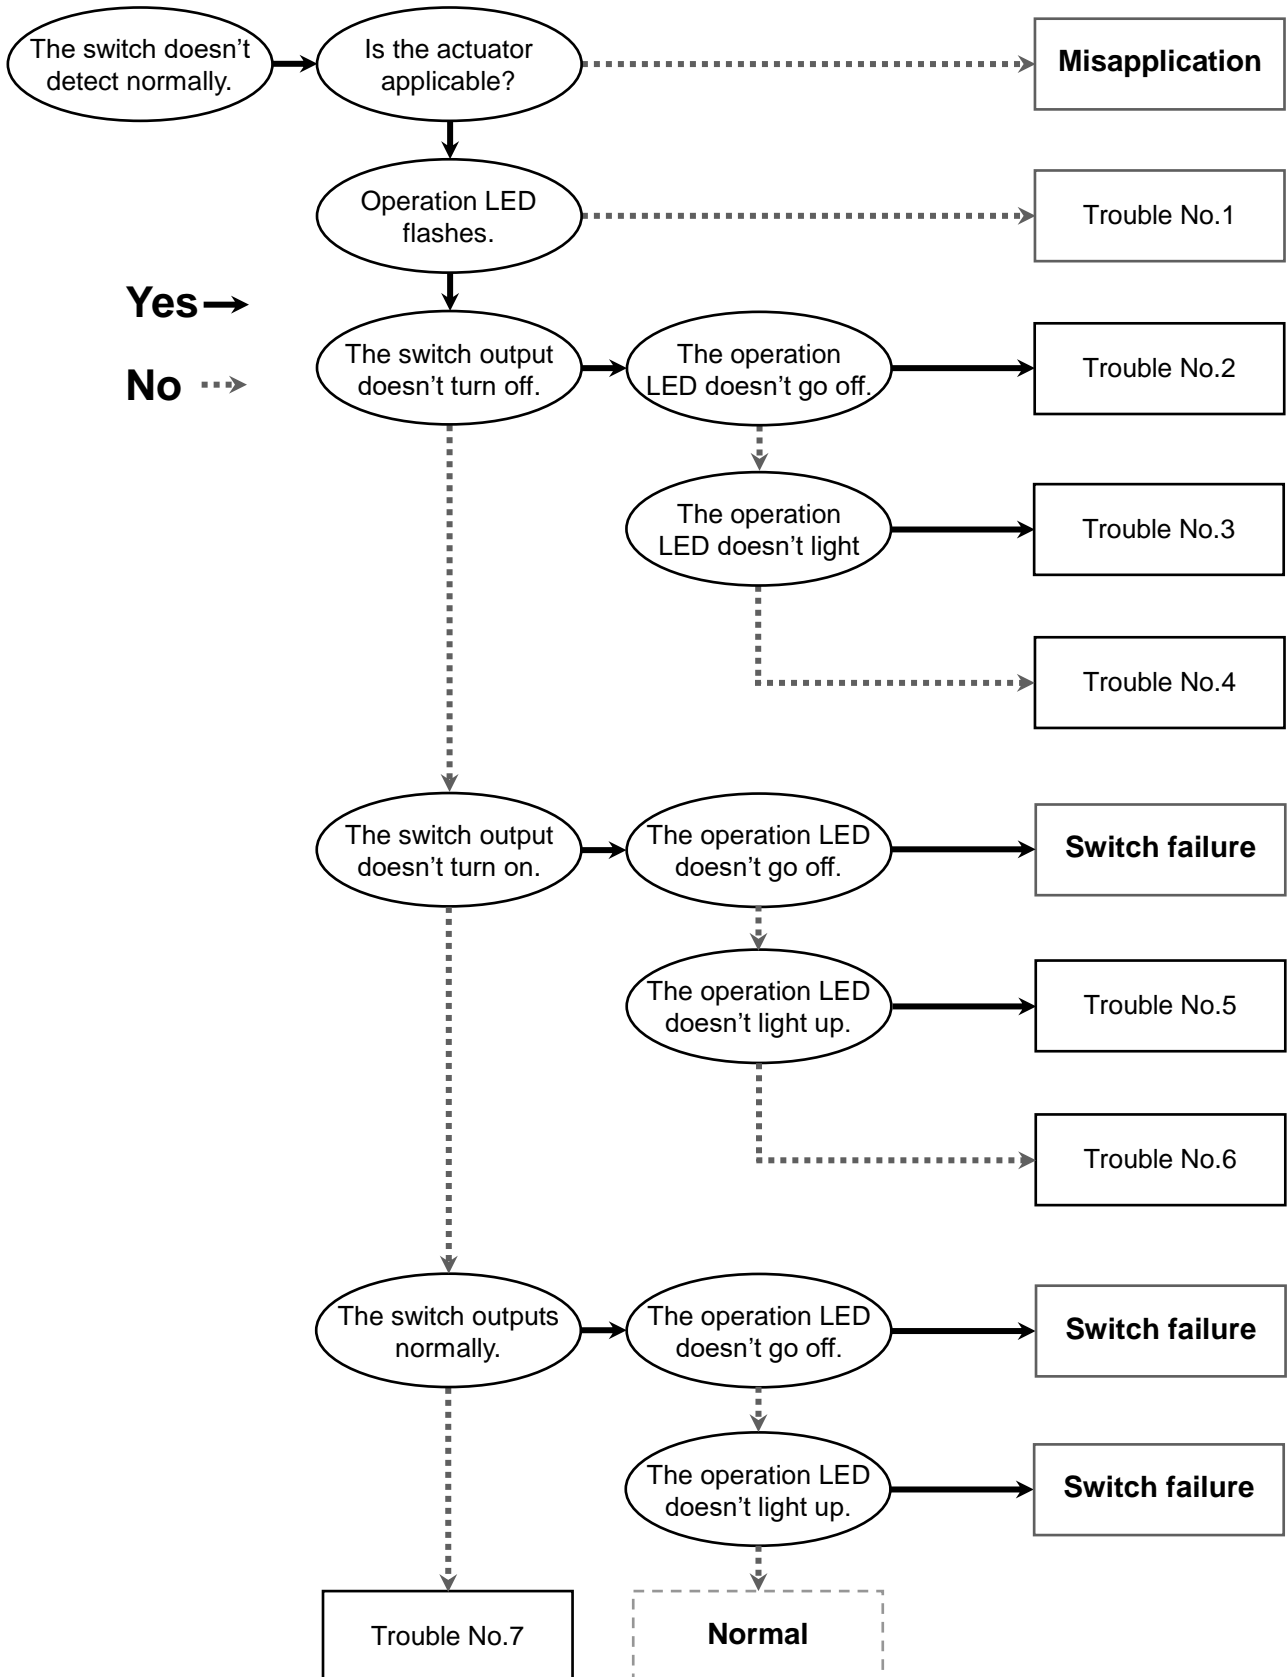 The switch doesn't
detect normally.
Is the actuator
applicable?
Misapplication
Operation LED
flashes.
Trouble No.1
Yes
No
The switch output
doesn't turn off.
The operation
LED doesn't go off.
Trouble No.2
The operation
LED doesn't light
Trouble No.3
Trouble No.4
The switch output
doesn't turn on.
The operation LED
doesn't go off.
Switch failure
The operation LED
doesn't light up.
Trouble No.5
Trouble No.6
The switch outputs
normally.
The operation LED
doesn't go off.
Switch failure
The operation LED
doesn't light up.
Switch failure
Trouble No.7
Normal